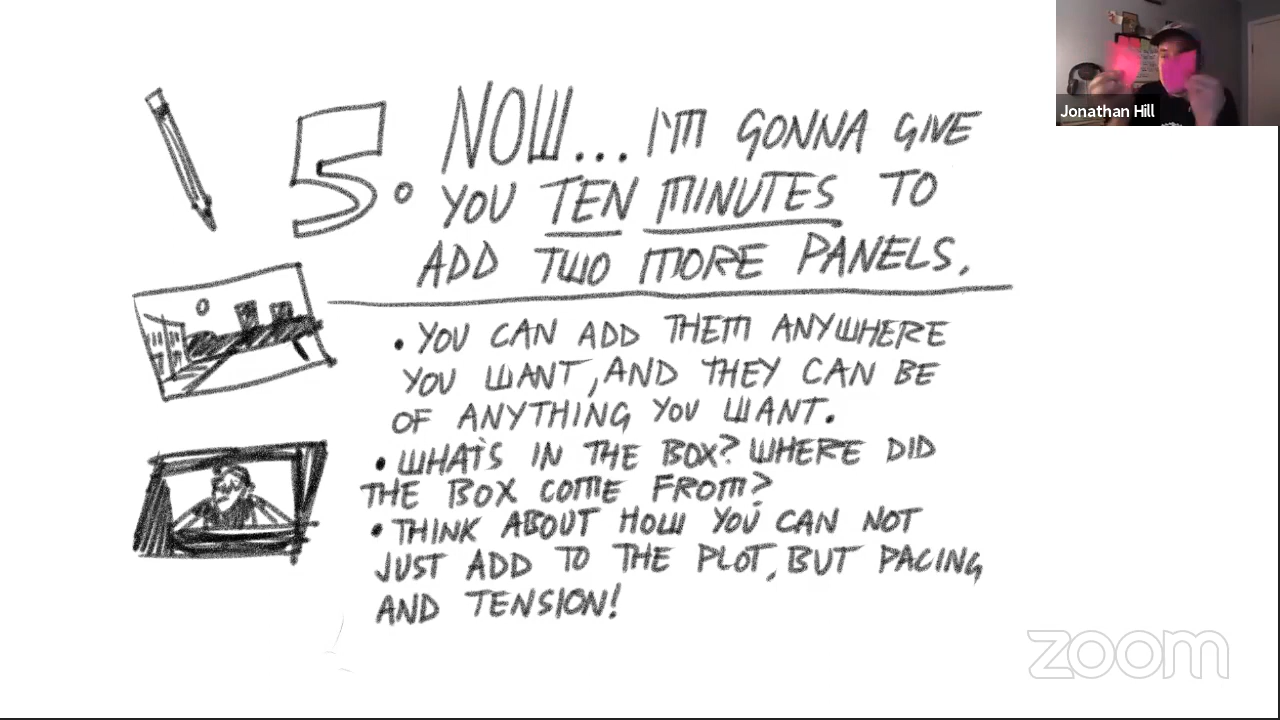 Jonathan Hill
5. NOW... I'M GONNA GIVE
YOU TEN MINUTES TO
ADD TWO MORE PANELS.
• YOU CAN ADD THEM ANYWHERE
YOU WANT, AND THEY CAN BE
OF ANYTHING YOU WANT.
• WHAT'S IN THE BOX? WHERE DID
THE BOX COME FROM?
• THINK ABOUT HOW YOU CAN NOT
JUST ADD TO THE PLOT, BUT PACING
AND TENSION!
zoom